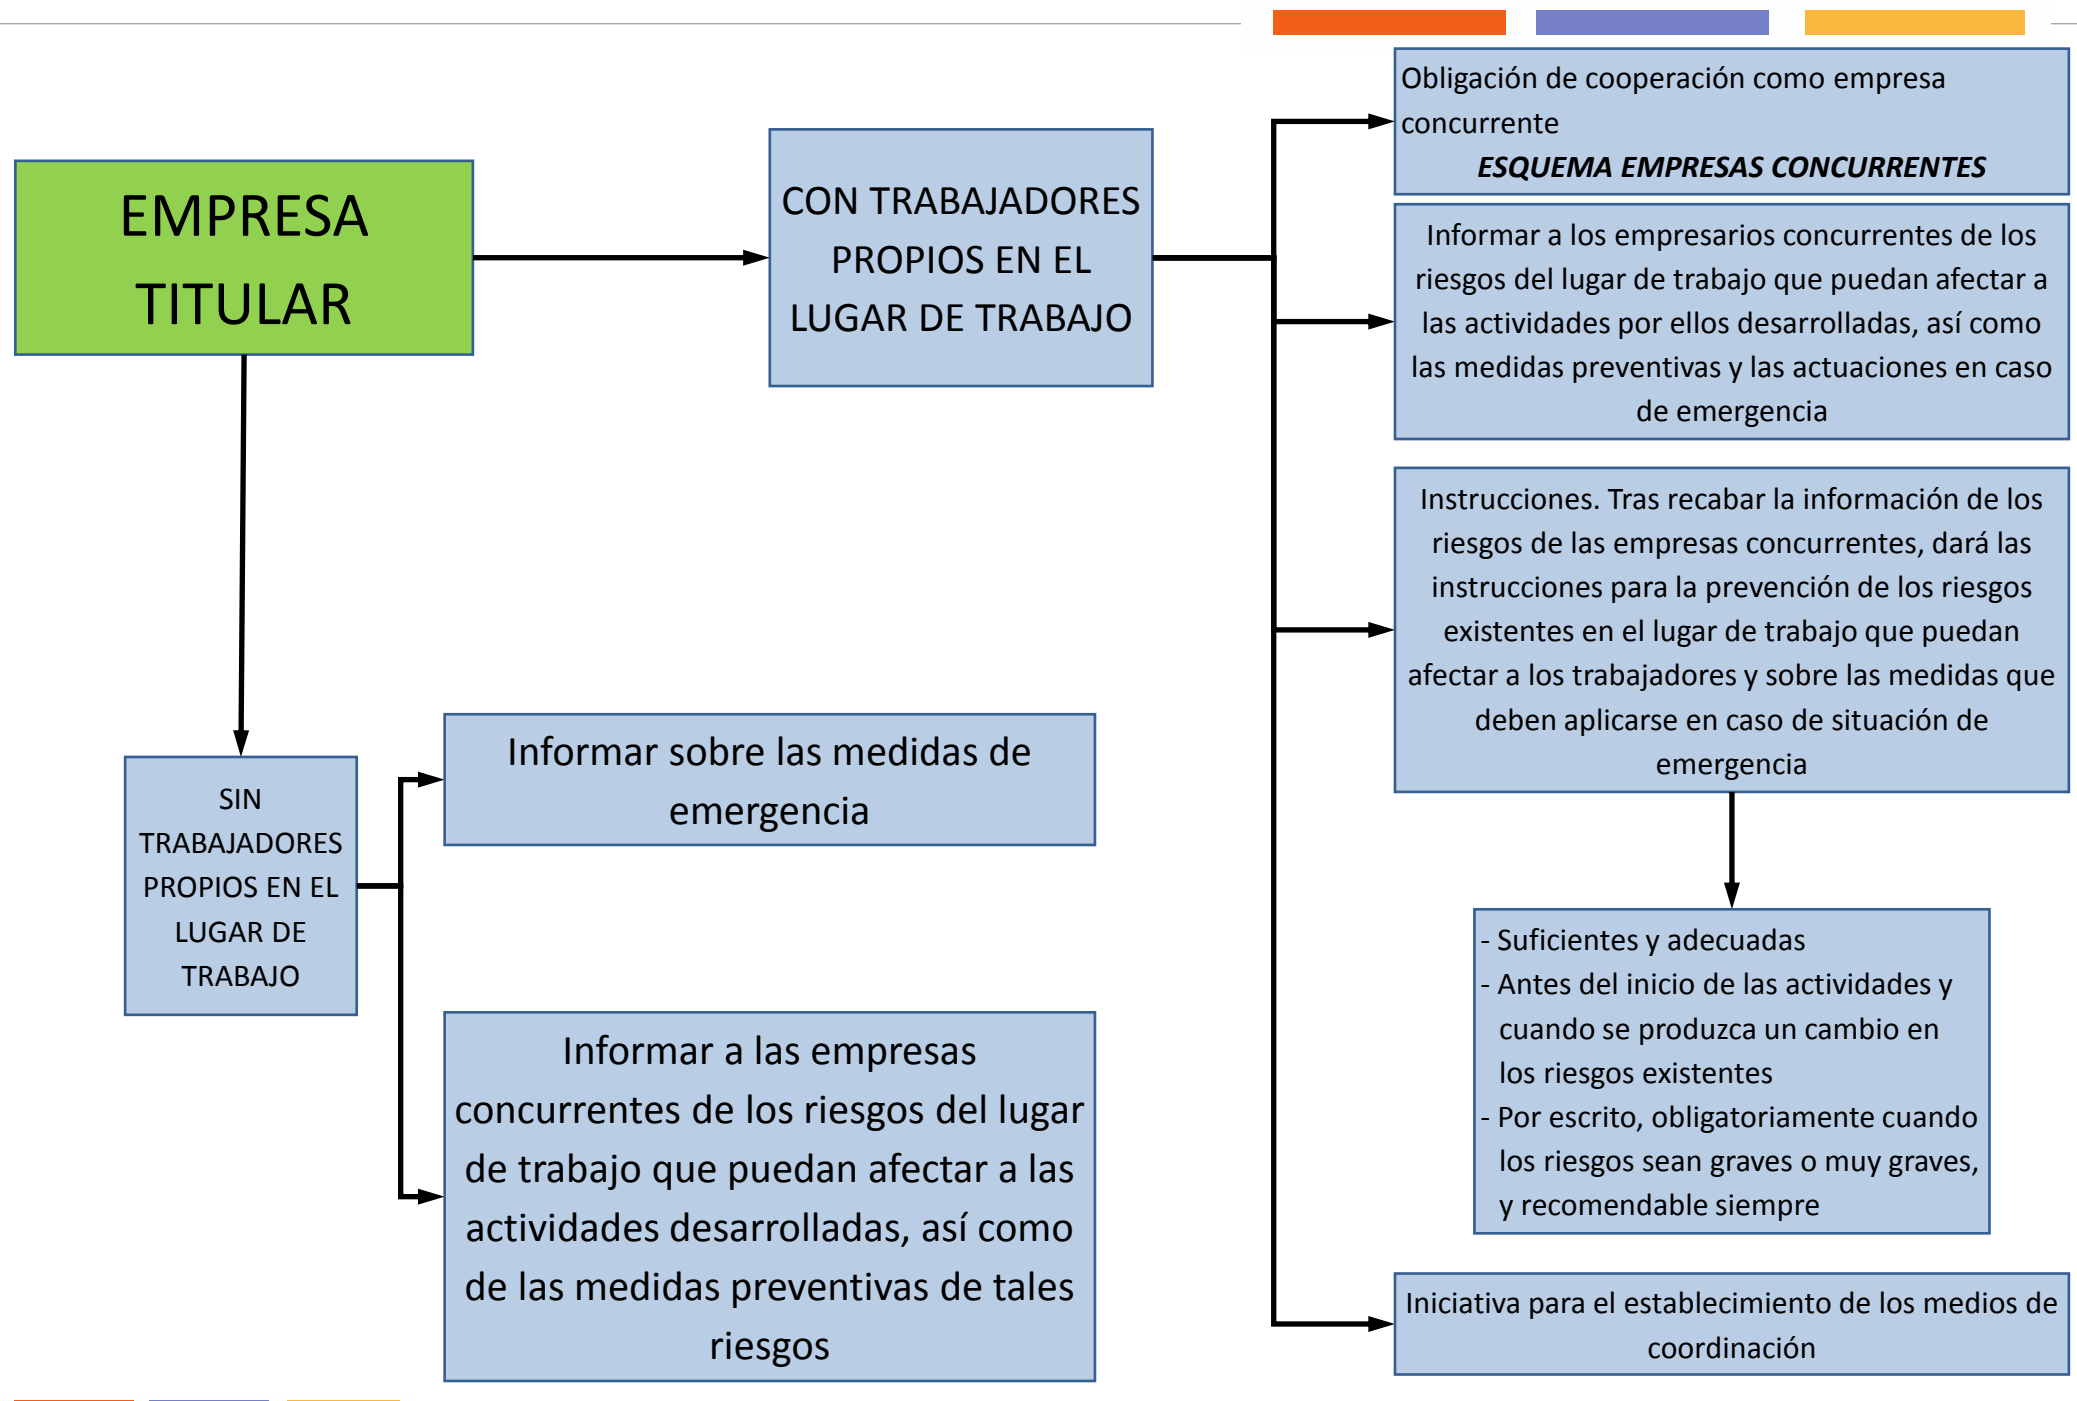 EMPRESA
TITULAR
CON TRABAJADORES
PROPIOS EN EL
LUGAR DE TRABAJO
Obligación de cooperación como empresa
concurrente
ESQUEMA EMPRESAS CONCURRENTES
Informar a los empresarios concurrentes de los
riesgos del lugar de trabajo que puedan afectar a
las actividades por ellos desarrolladas, así como
las medidas preventivas y las actuaciones en caso
de emergencia
Instrucciones. Tras recabar la información de los
riesgos de las empresas concurrentes, dará las
instrucciones para la prevención de los riesgos
existentes en el lugar de trabajo que puedan
afectar a los trabajadores y sobre las medidas que
deben aplicarse en caso de situación de
emergencia
- Suficientes y adecuadas
- Antes del inicio de las actividades y
cuando se produzca un cambio en
los riesgos existentes
- Por escrito, obligatoriamente cuando
los riesgos sean graves o muy graves,
y recomendable siempre
Iniciativa para el establecimiento de los medios de
coordinación
SIN
TRABAJADORES
PROPIOS EN EL
LUGAR DE
TRABAJO
Informar sobre las medidas de
emergencia
Informar a las empresas
concurrentes de los riesgos del lugar
de trabajo que puedan afectar a las
actividades desarrolladas, así como
de las medidas preventivas de tales
riesgos